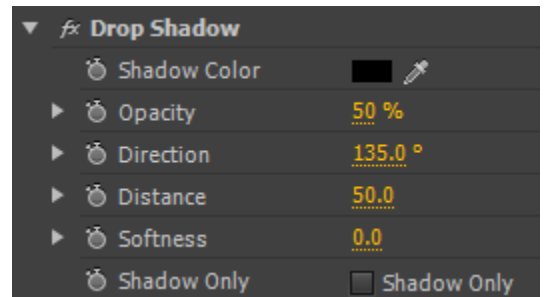 fx Drop Shadow
Shadow Color
Opacity 50 %
Direction 135.0 °
Distance 50.0
Softness 0.0
Shadow Only Shadow Only